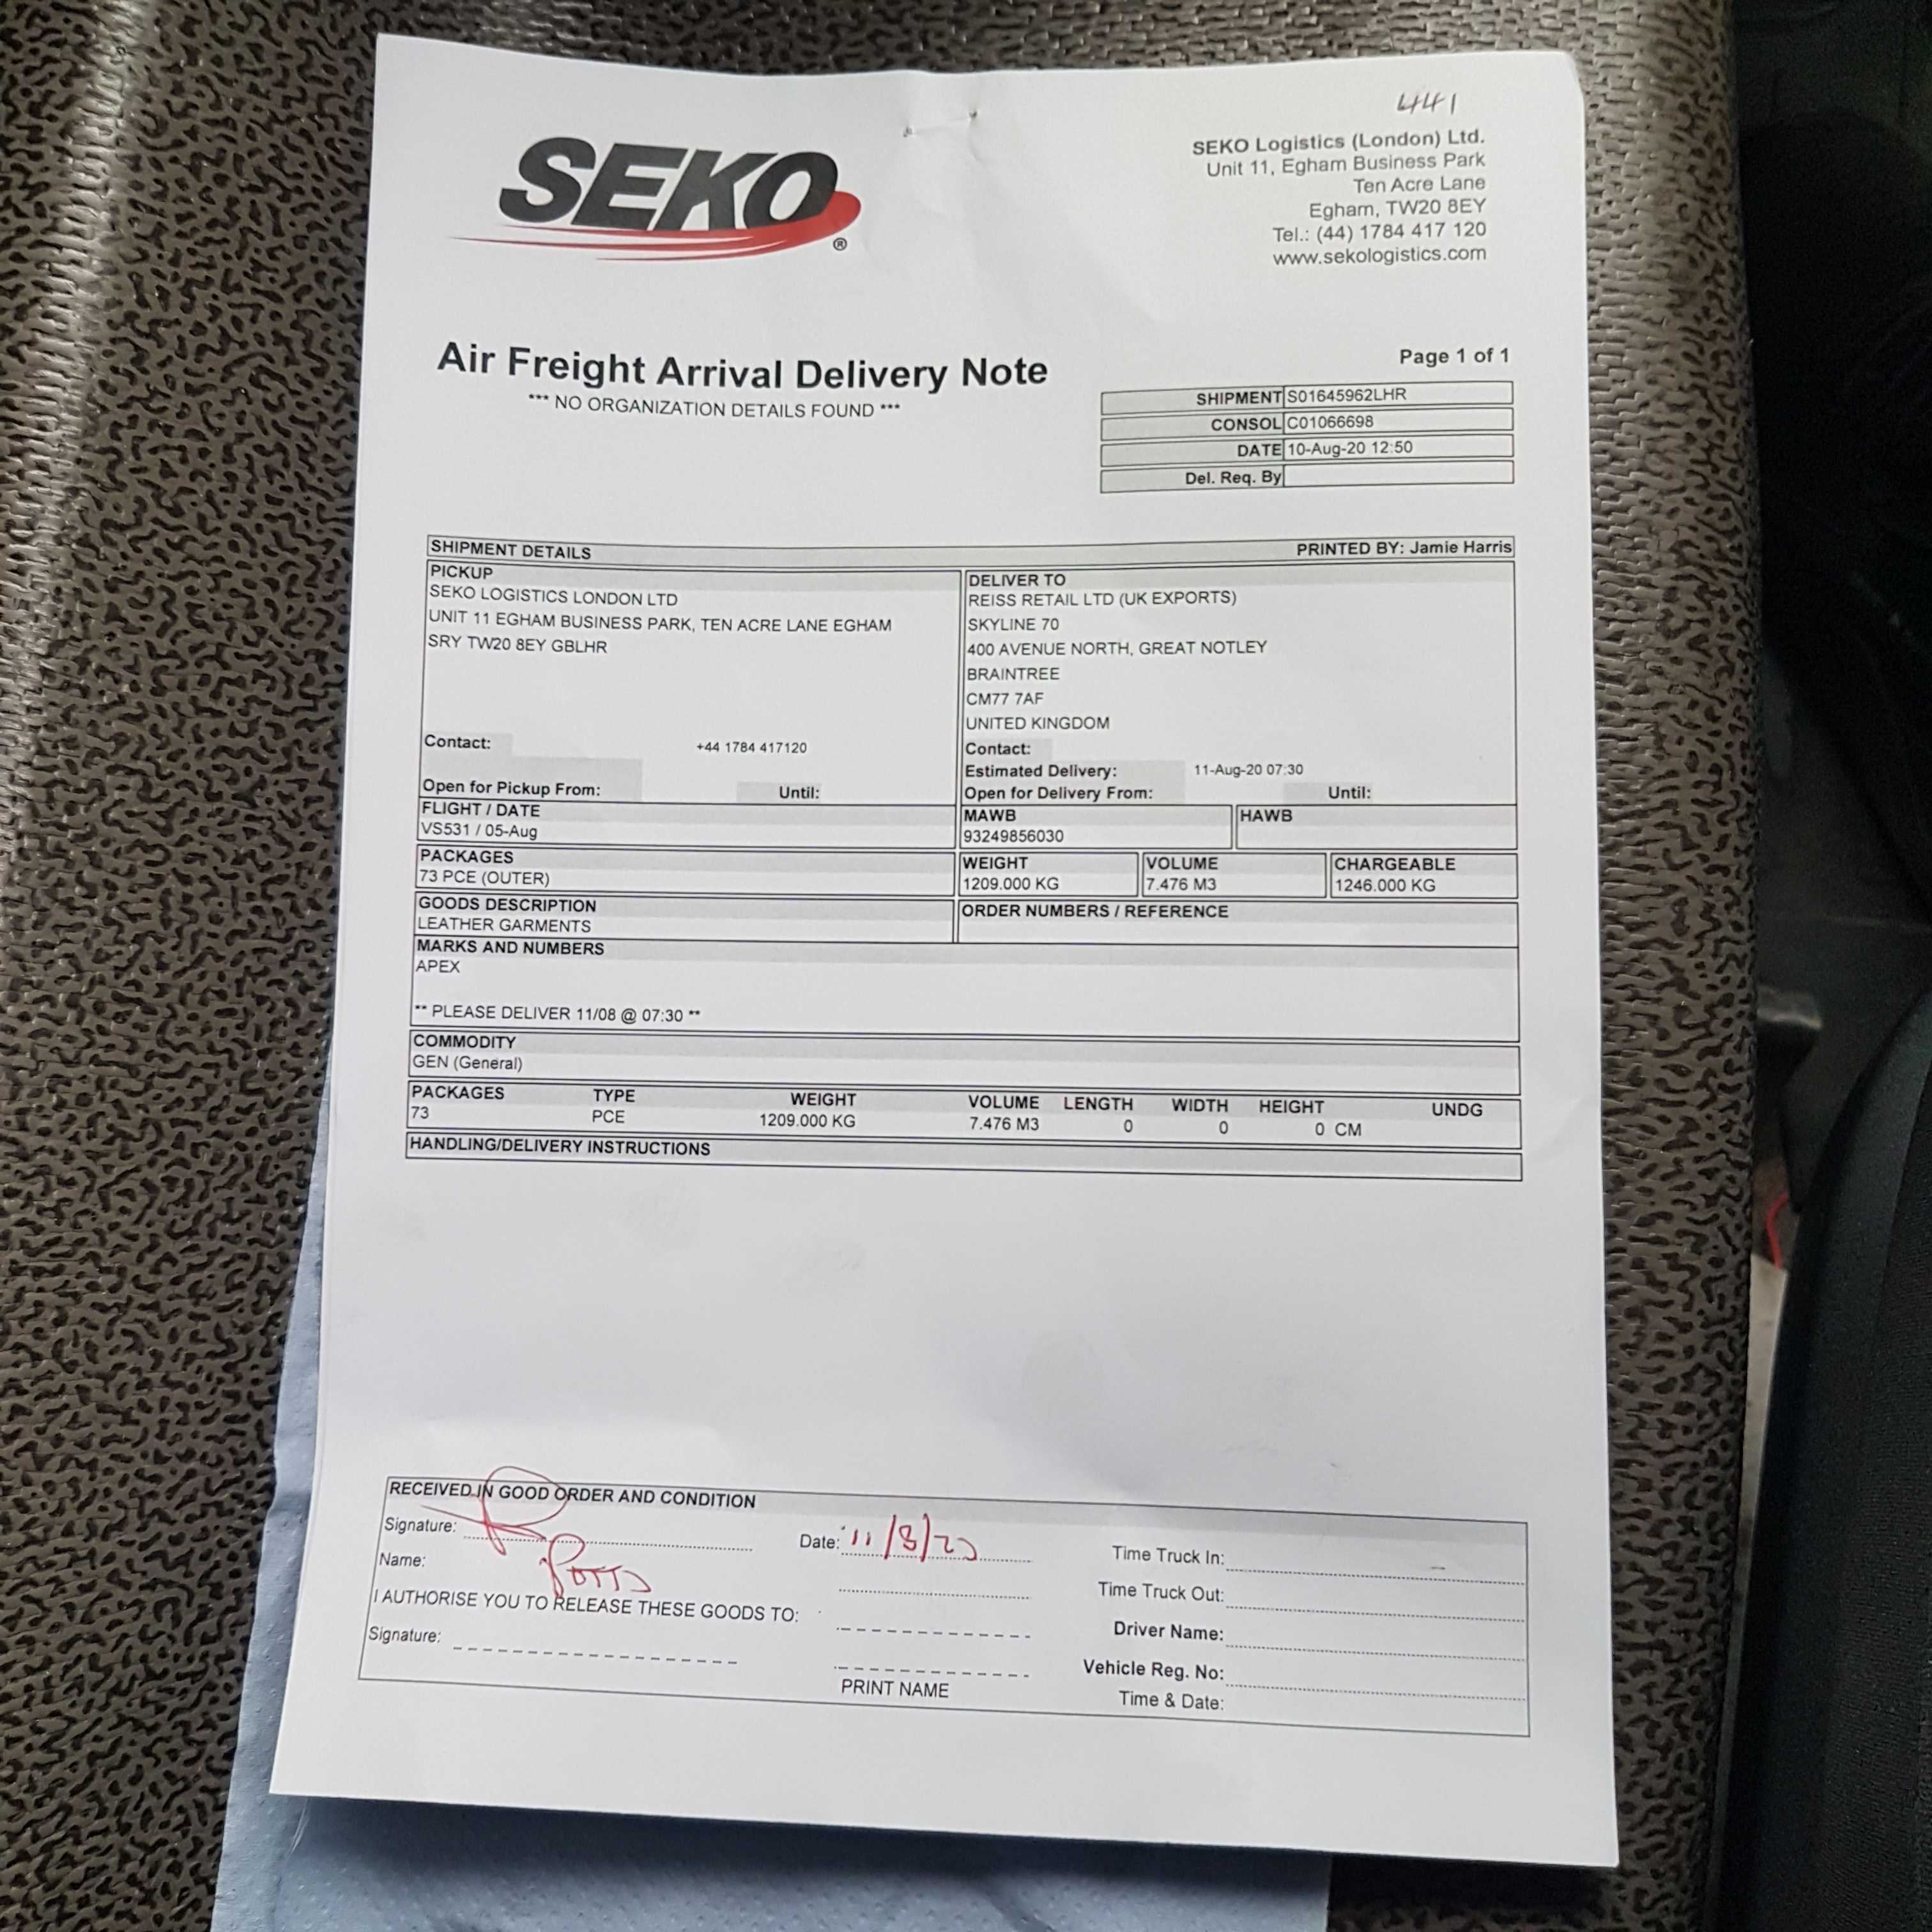 441
SEKO
®
SEKO Logistics (London) Ltd.
Unit 11, Egham Business Park
Ten Acre Lane
Egham, TW20 8EY
Tel.: (44) 1784 417 120
www.sekologistics.com
Air Freight Arrival Delivery Note
*** NO ORGANIZATION DETAILS FOUND ***
Page 1 of 1
SHIPMENT S01645962LHR
CONSOL C01066698
DATE 10-Aug-20 12:50
Del. Req. By
SHIPMENT DETAILS PRINTED BY: Jamie Harris
PICKUP
SEKO LOGISTICS LONDON LTD
UNIT 11 EGHAM BUSINESS PARK, TEN ACRE LANE EGHAM
SRY TW20 8EY GBLHR
Contact: +44 1784 417120
Open for Pickup From: Until:
DELIVER TO
REISS RETAIL LTD (UK EXPORTS)
SKYLINE 70
400 AVENUE NORTH, GREAT NOTLEY
BRAINTREE
CM77 7AF
UNITED KINGDOM
Contact:
Estimated Delivery: 11-Aug-20 07:30
Open for Delivery From: Until:
FLIGHT / DATE
VS531 / 05-Aug
MAWB
93249856030
HAWB
PACKAGES
73 PCE (OUTER)
WEIGHT
1209.000 KG
VOLUME
7.476 M3
CHARGEABLE
1246.000 KG
GOODS DESCRIPTION
LEATHER GARMENTS
ORDER NUMBERS / REFERENCE
MARKS AND NUMBERS
APEX
** PLEASE DELIVER 11/08 @ 07:30 **
COMMODITY
GEN (General)
PACKAGES TYPE WEIGHT VOLUME LENGTH WIDTH HEIGHT UNDG
73 PCE 1209.000 KG 7.476 M3 0 0 0 CM
HANDLING/DELIVERY INSTRUCTIONS
RECEIVED IN GOOD ORDER AND CONDITION
Signature:
Date: 11/8/20
Name: Potts
I AUTHORISE YOU TO RELEASE THESE GOODS TO:
Signature:
PRINT NAME
Time Truck In:
Time Truck Out:
Driver Name:
Vehicle Reg. No:
Time & Date: